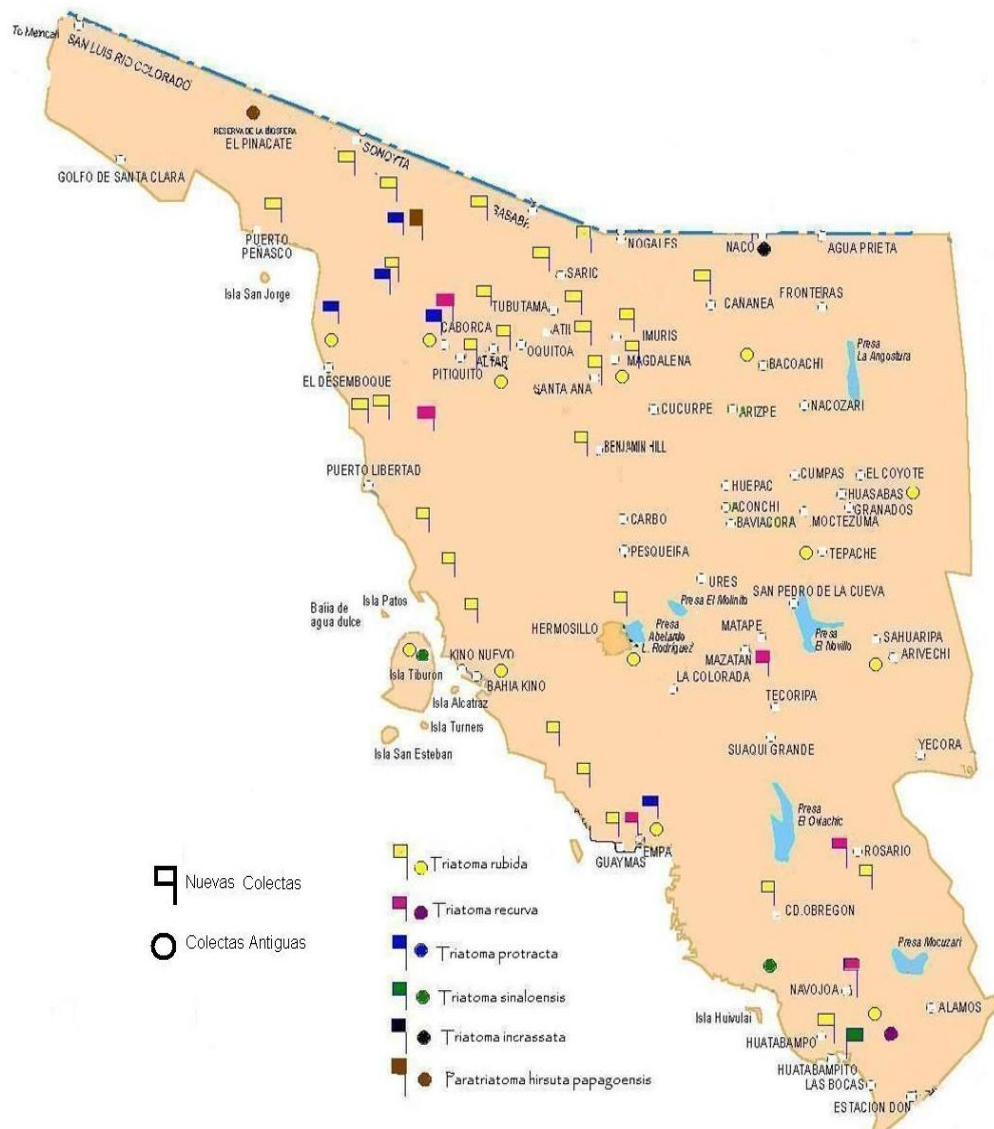 To Mexicali
SAN LUIS RIO COLORADO
RESERVA DE LA BIOSFERA
EL PINACATE
SONOYTA
GOLFO DE SANTA CLARA
SASABE
PUERTO
PEÑASCO
NOGALES
NACO
AGUA PRIETA
Isla San Jorge
SARIC
TUBUTAMA
CAÑANEA
FRONTERAS
CABORCA
ATIL
IMURIS
Presa
La Angostura
PITIQUITO
ALTAR
OQUITOA
MAGDALENA
BACOACHI
EL DESEMBOQUE
SANTA ANA
CUCURPE
ARIZPE
NACOZARI
BENJAMIN HILL
PUERTO LIBERTAD
CUMPAS
EL COYOTE
HUEPAC
HUASABAS
ACONCHI
GRANADOS
CARBO
BAVIACORA
MOCTEZUMA
PESQUEIRA
TEPACHE
URES
SAN PEDRO DE LA CUEVA
Isla Patos
Presa El Molinito
Bahia de
agua dulce
HERMOSILLO
Presa
Abelardo
L. Rodriguez
MATAPE
Presa
El Novillo
SAHUARIPA
KINO NUEVO
MAZATAN
ARIVECHI
Isla Tiburón
BAHIA KINO
LA COLORADA
Isla Alcatraz
TECORIPA
Isla Turners
Isla San Esteban
SUAQUI GRANDE
YECORA
To
Presa
El Oviachic
GUAYMAS
EMPA
ROSARIO
Nuevas Colectas
Triatoma rubida
CD.OBREGON
Triatoma recurva
Colectas Antiguas
Presa Mocuzari
Triatoma protracta
NAVOJOA
Triatoma sinaloensis
ALAMOS
Isla Huivulai
HUATABAMPO
Triatoma incrassata
HUATABAMPITO
LAS BOCAS
Paratriatoma hirsuta papagoensis
ESTACION DON